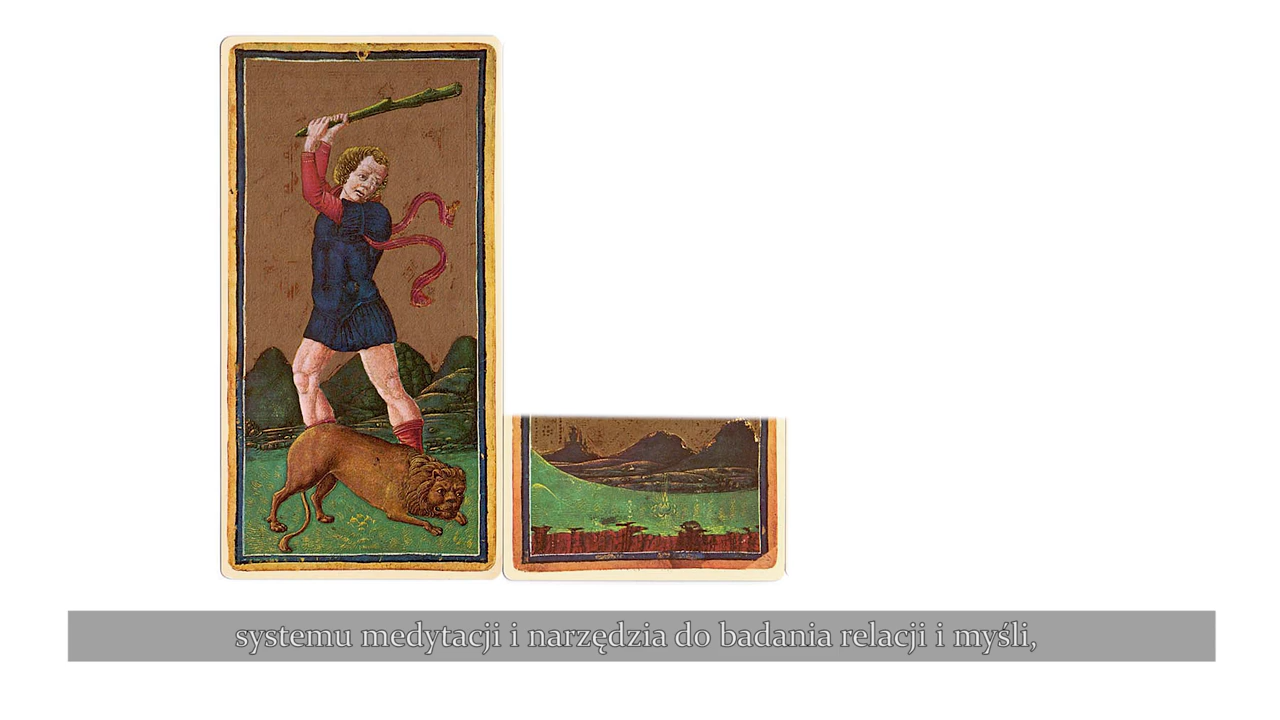 systemu medytacji i narzędzia do badania relacji i myśli,